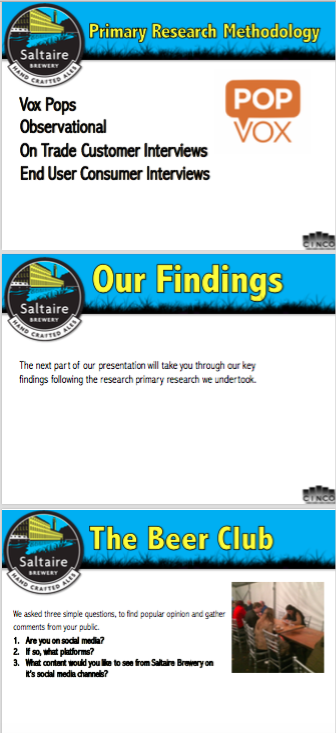 Primary Research Methodology
Saltaire
BREWERY
HAND CRAFTED ALES
Vox Pops
Observational
On Trade Customer Interviews
End User Consumer Interviews
POP
VOX
CINCO
Our Findings
Saltaire
BREWERY
HAND CRAFTED ALES
The next part of our presentation will take you through our key
findings following the research primary research we undertook.
CINCO
The Beer Club
Saltaire
BREWERY
HAND CRAFTED ALES
We asked three simple questions, to find popular opinion and gather
comments from your public.
1. Are you on social media?
2. If so, what platforms?
3. What content would you like to see from Saltaire Brewery on
it's social media channels?